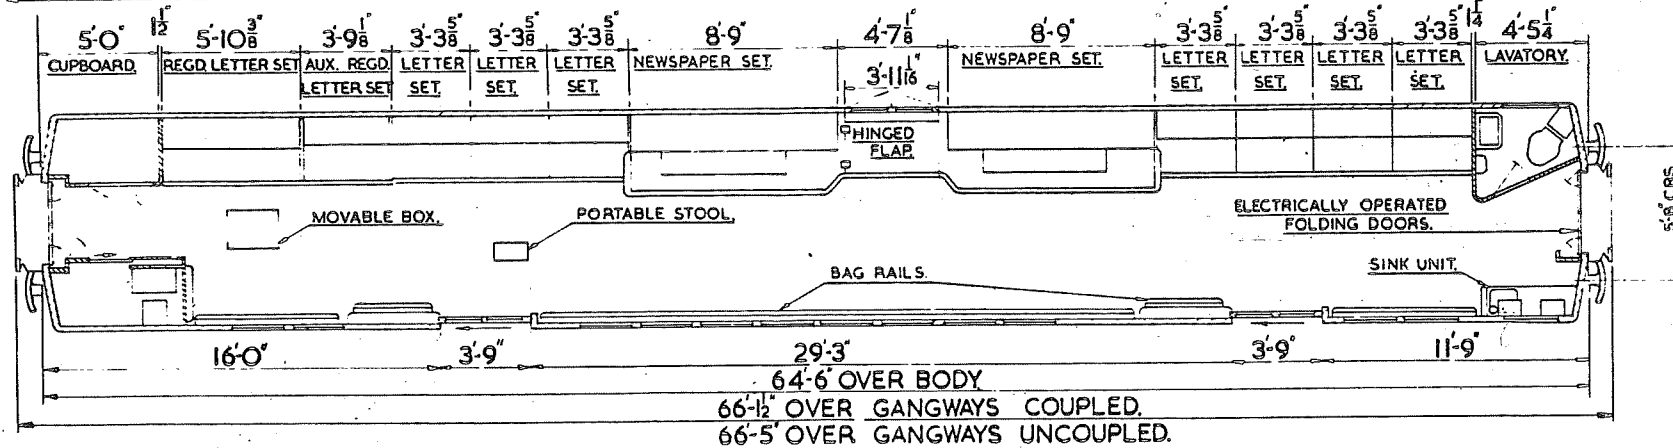 5'-0" 1½" 5'-10⅜" 3'-9⅛" 3'-3⅝" 3'-3⅝" 3'-3⅝" 8'-9" 4'-7⅛" 8'-9" 3'-3⅝" 3'-3⅝" 3'-3⅝" 3'-3⅝" 1¼" 4'-5¼"
CUPBOARD. REGD. LETTER SET AUX. REGD. LETTER SET
LETTER SET.
LETTER SET.
LETTER SET.
NEWSPAPER SET.
3'-11 1/16"
NEWSPAPER SET.
LETTER SET.
LETTER SET.
LETTER SET.
LETTER SET.
LAVATORY.
HINGED
FLAP.
MOVABLE BOX.
PORTABLE STOOL.
ELECTRICALLY OPERATED
FOLDING DOORS.
5'-8" CRS.
BAG RAILS.
SINK UNIT.
16'-0" 3'-9" 29'-3" 3'-9" 11'-9"
64'-6" OVER BODY.
66'-1½" OVER GANGWAYS COUPLED.
66'-5" OVER GANGWAYS UNCOUPLED.